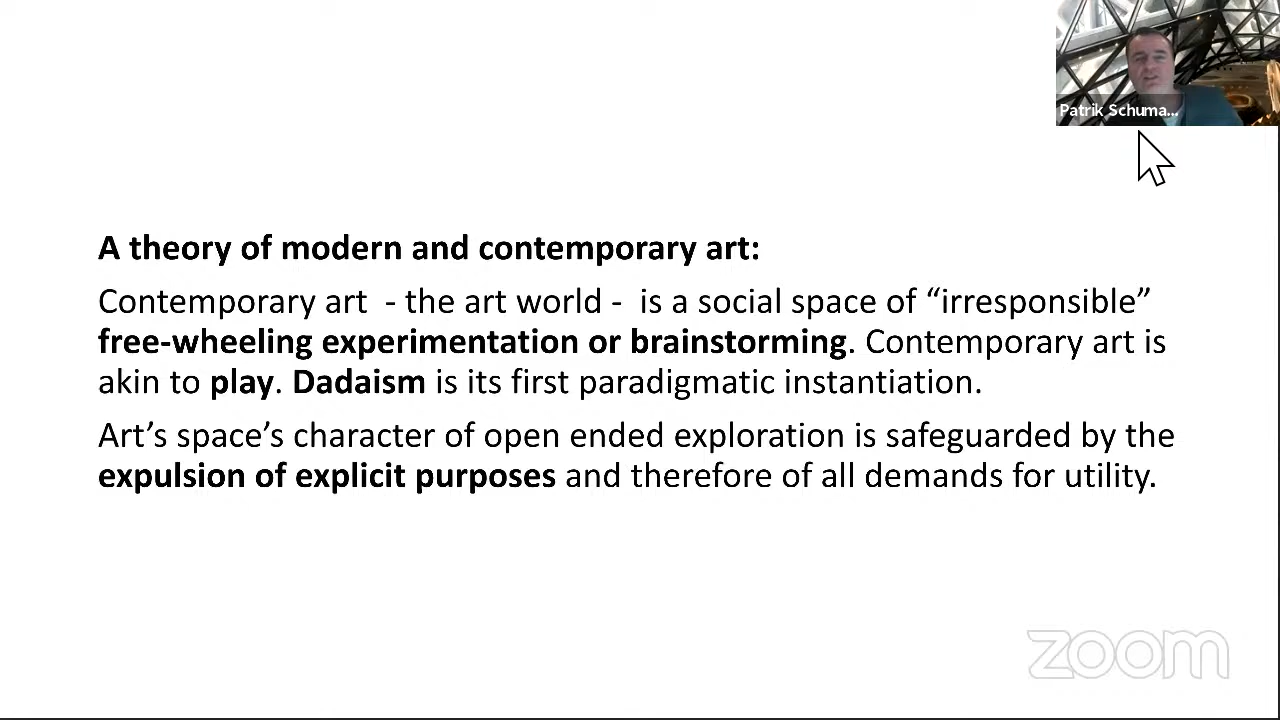 Patrik Schuma...
A theory of modern and contemporary art:
Contemporary art - the art world - is a social space of “irresponsible”
free-wheeling experimentation or brainstorming. Contemporary art is
akin to play. Dadaism is its first paradigmatic instantiation.
Art’s space’s character of open ended exploration is safeguarded by the
expulsion of explicit purposes and therefore of all demands for utility.
zoom